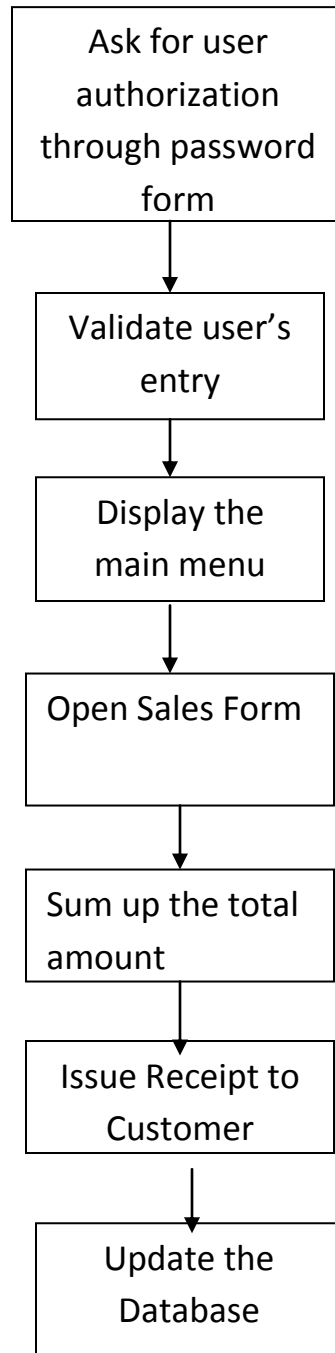 Ask for user
authorization
through password
form
Validate user’s
entry
Display the
main menu
Open Sales Form
Sum up the total
amount
Issue Receipt to
Customer
Update the
Database